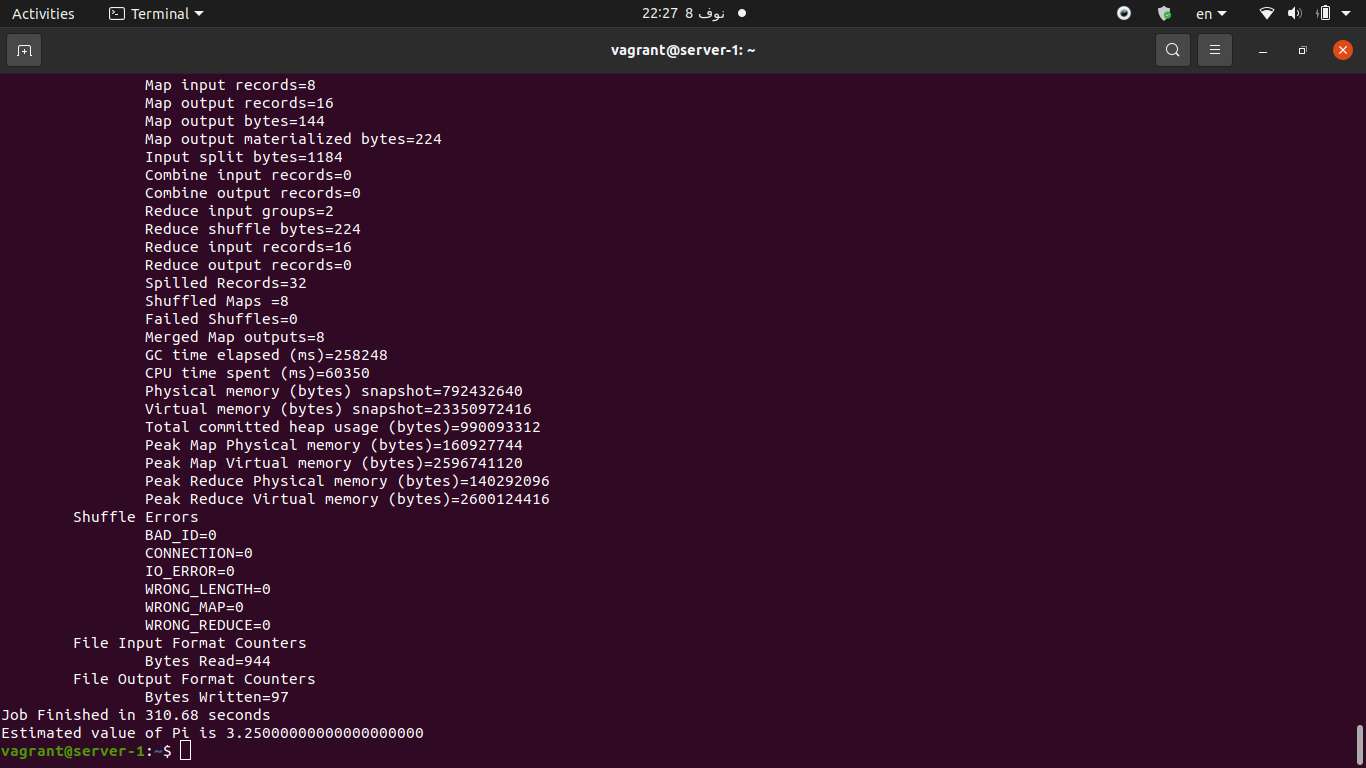 Activities Terminal 22:27 8 نوف en
vagrant@server-1: ~
Map input records=8
Map output records=16
Map output bytes=144
Map output materialized bytes=224
Input split bytes=1184
Combine input records=0
Combine output records=0
Reduce input groups=2
Reduce shuffle bytes=224
Reduce input records=16
Reduce output records=0
Spilled Records=32
Shuffled Maps =8
Failed Shuffles=0
Merged Map outputs=8
GC time elapsed (ms)=258248
CPU time spent (ms)=60350
Physical memory (bytes) snapshot=792432640
Virtual memory (bytes) snapshot=23350972416
Total committed heap usage (bytes)=990093312
Peak Map Physical memory (bytes)=160927744
Peak Map Virtual memory (bytes)=2596741120
Peak Reduce Physical memory (bytes)=140292096
Peak Reduce Virtual memory (bytes)=2600124416
Shuffle Errors
BAD_ID=0
CONNECTION=0
IO_ERROR=0
WRONG_LENGTH=0
WRONG_MAP=0
WRONG_REDUCE=0
File Input Format Counters
Bytes Read=944
File Output Format Counters
Bytes Written=97
Job Finished in 310.68 seconds
Estimated value of Pi is 3.25000000000000000000
vagrant@server-1:~$